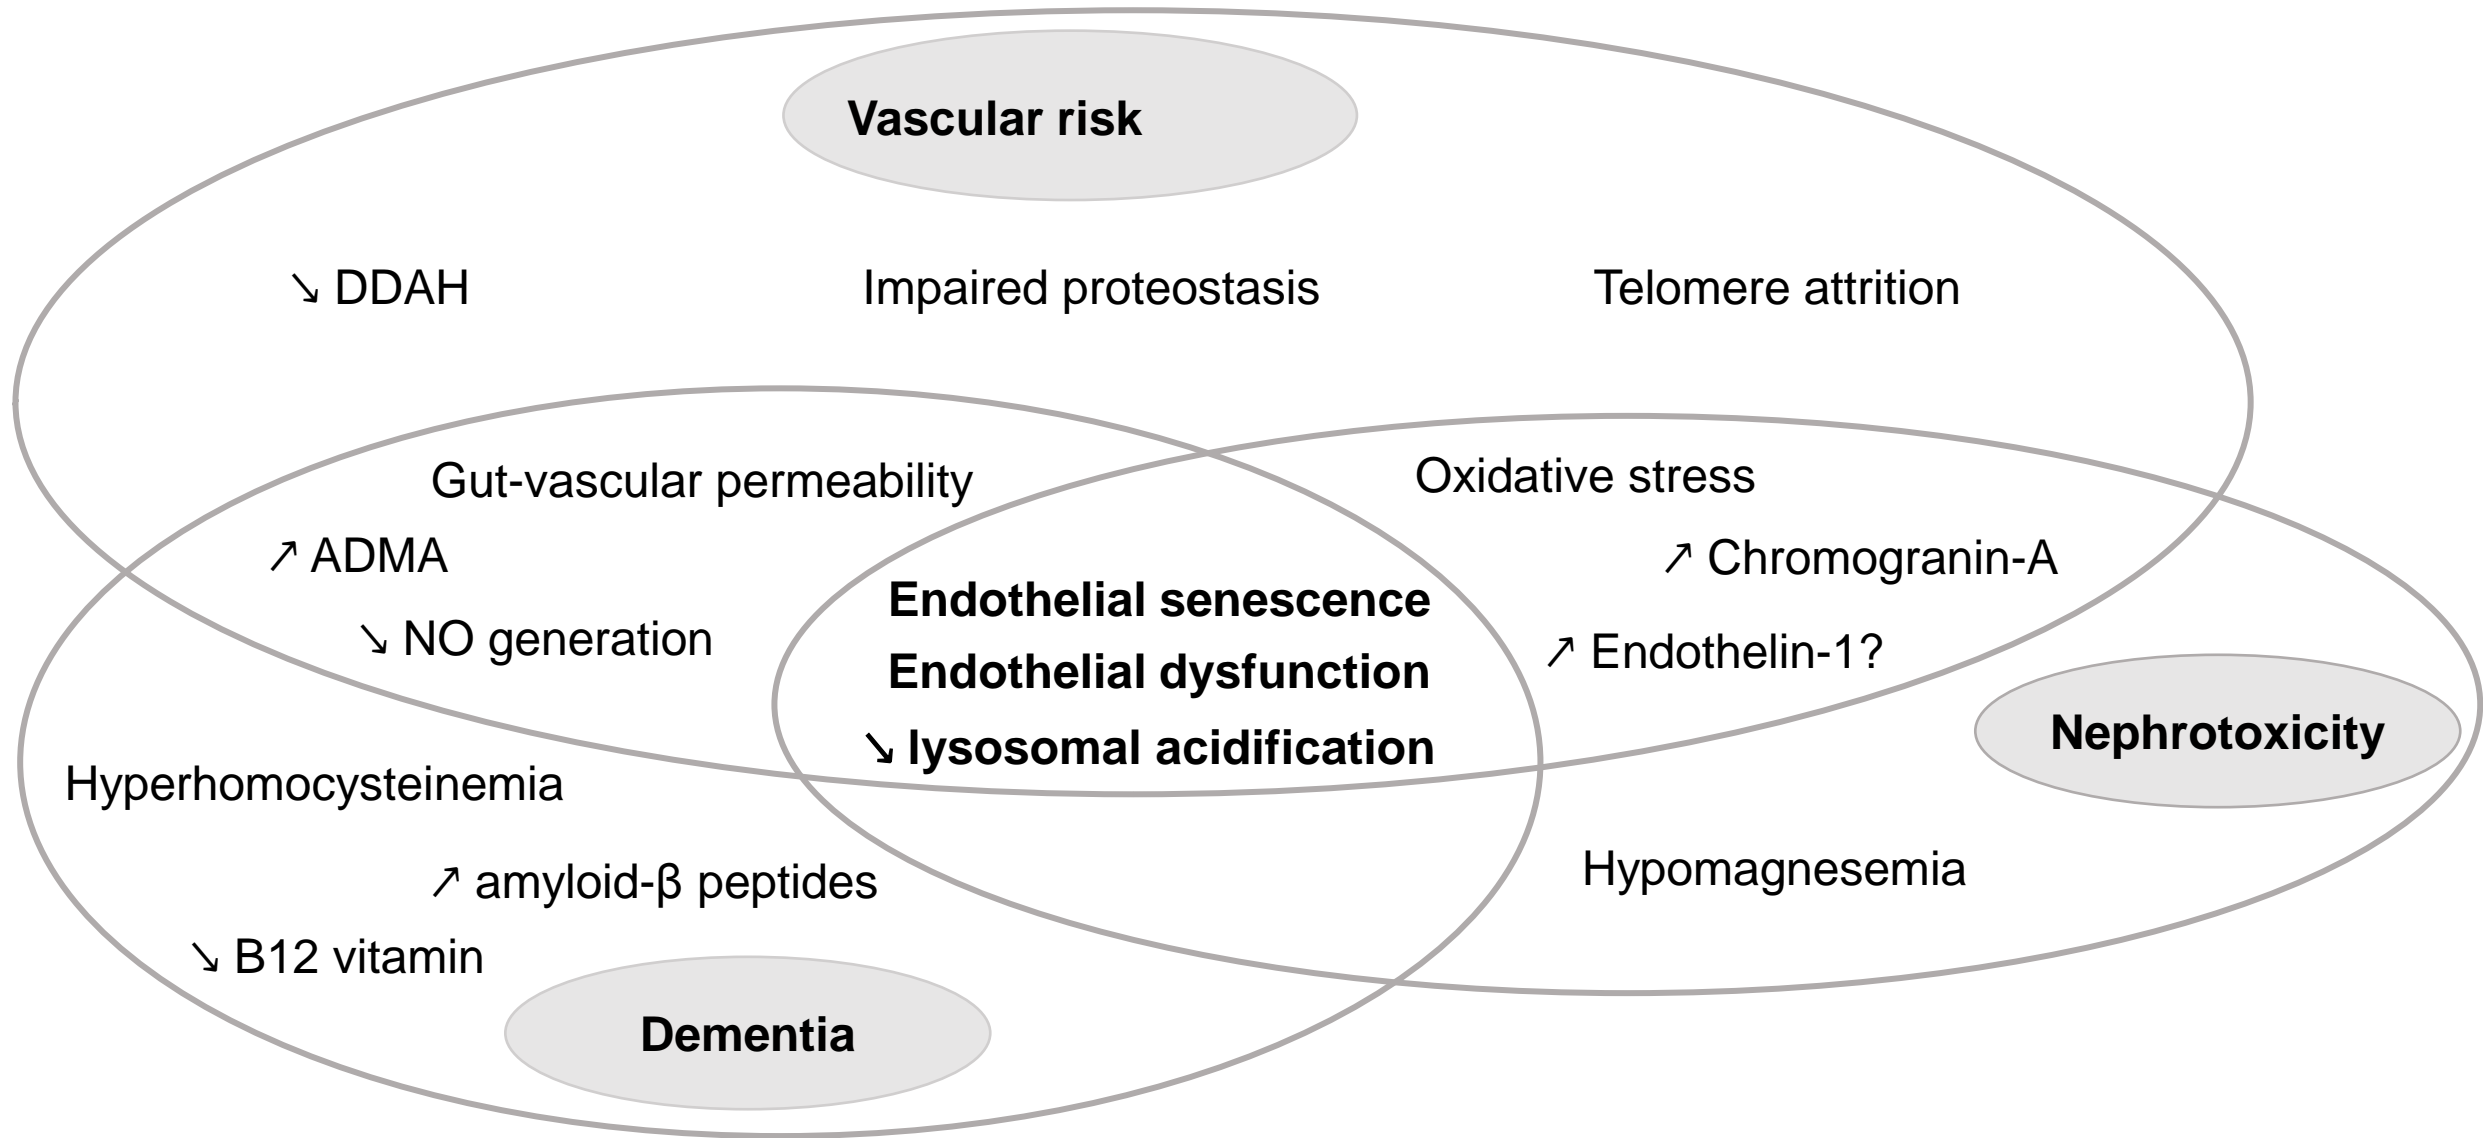 Vascular risk
↘ DDAH
Impaired proteostasis
Telomere attrition
Gut-vascular permeability
Oxidative stress
↗ ADMA
↗ Chromogranin-A
↘ NO generation
Endothelial senescence
Endothelial dysfunction
↘ lysosomal acidification
↗ Endothelin-1?
Nephrotoxicity
Hyperhomocysteinemia
↗ amyloid-β peptides
↘ B12 vitamin
Hypomagnesemia
Dementia